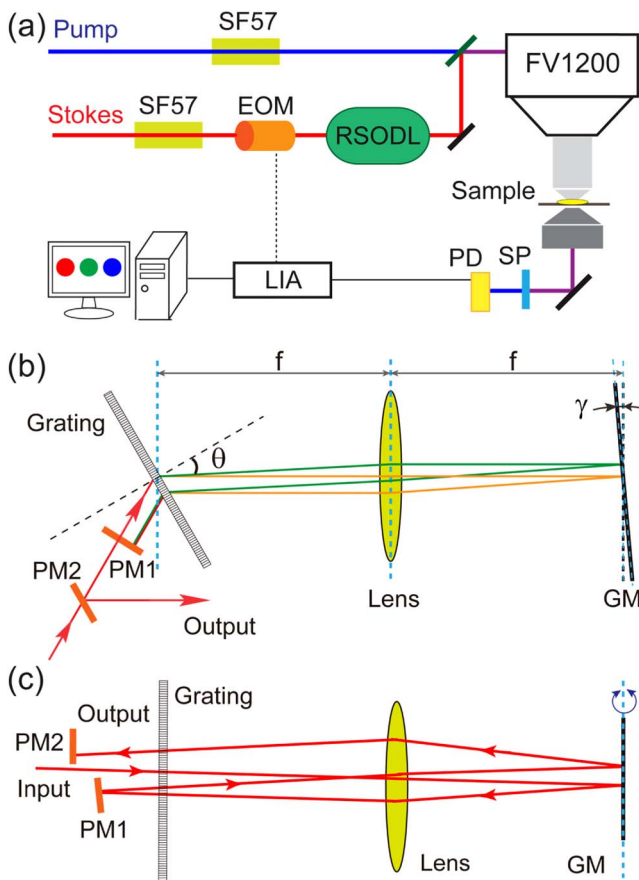 (a)
Pump
SF57
FV1200
Stokes
SF57
EOM
RSODL
Sample
LIA
PD
SP
(b)
f
f
Grating
θ
γ
PM2
PM1
Output
Lens
GM
(c)
Grating
Output
PM2
Input
PM1
Lens
GM